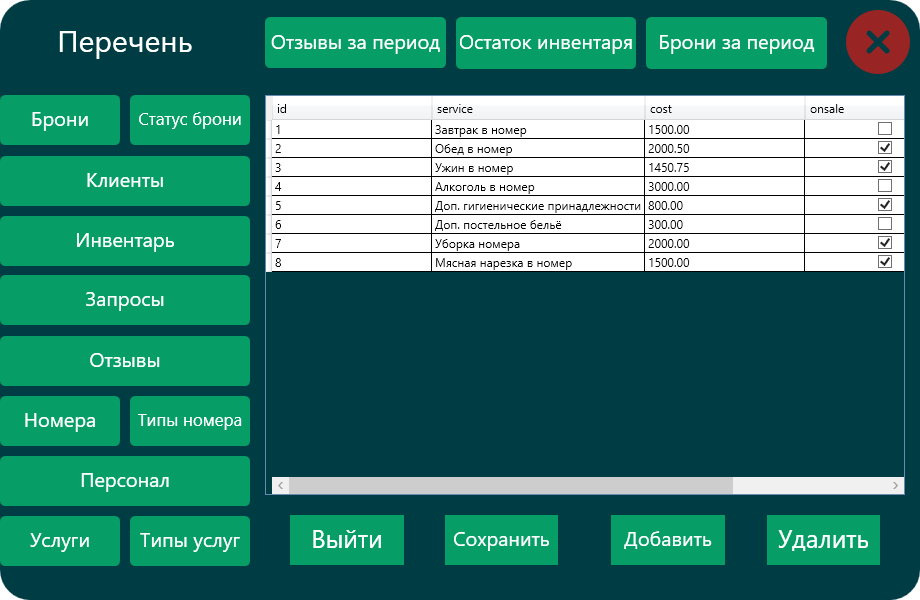 Перечень
Отзывы за период
Остаток инвентаря
Брони за период
Брони
Статус брони
Клиенты
Инвентарь
Запросы
Отзывы
Номера
Типы номера
Персонал
Услуги
Типы услуг
id service cost onsale
1 Завтрак в номер 1500.00
2 Обед в номер 2000.50
3 Ужин в номер 1450.75
4 Алкоголь в номер 3000.00
5 Доп. гигиенические принадлежности 800.00
6 Доп. постельное бельё 300.00
7 Уборка номера 2000.00
8 Мясная нарезка в номер 1500.00
Выйти
Сохранить
Добавить
Удалить